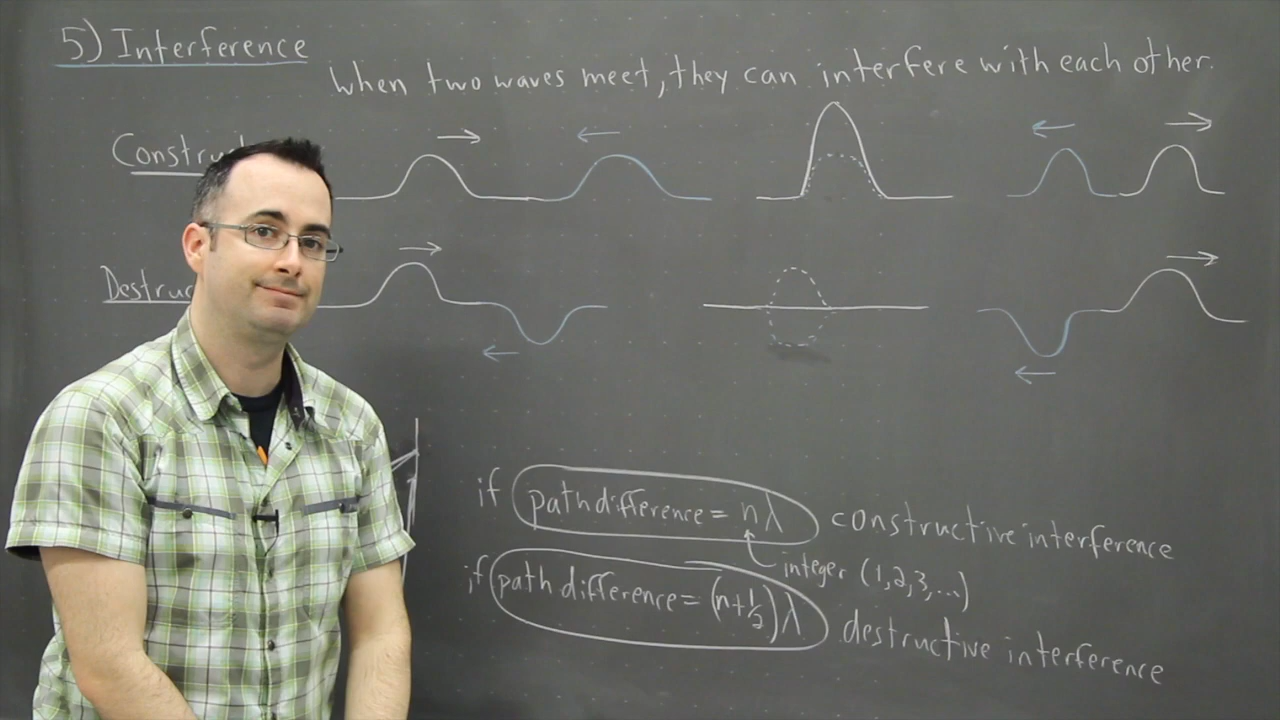 5) Interference
When two waves meet, they can interfere with each other.
if path difference = nλ constructive interference
integer (1,2,3,...)
if path difference = (n+1/2)λ destructive interference